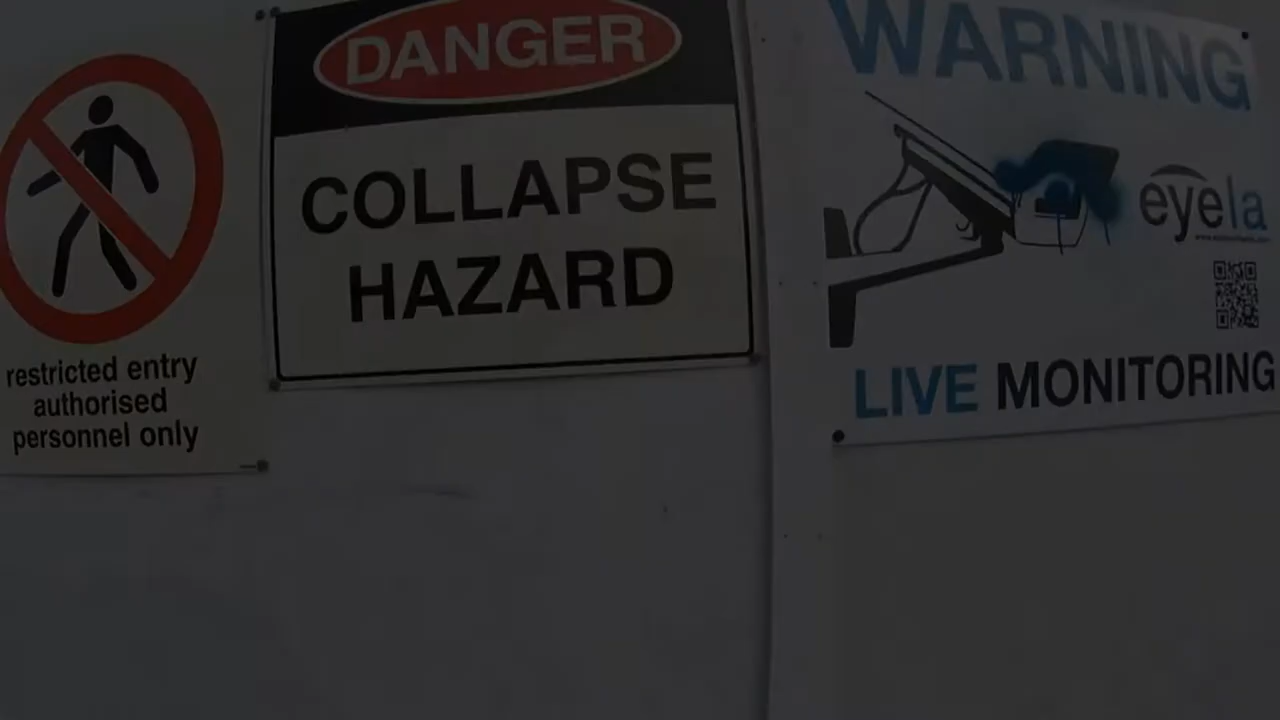 restricted entry
authorised
personnel only
DANGER
COLLAPSE
HAZARD
WARNING
eyela
LIVE MONITORING